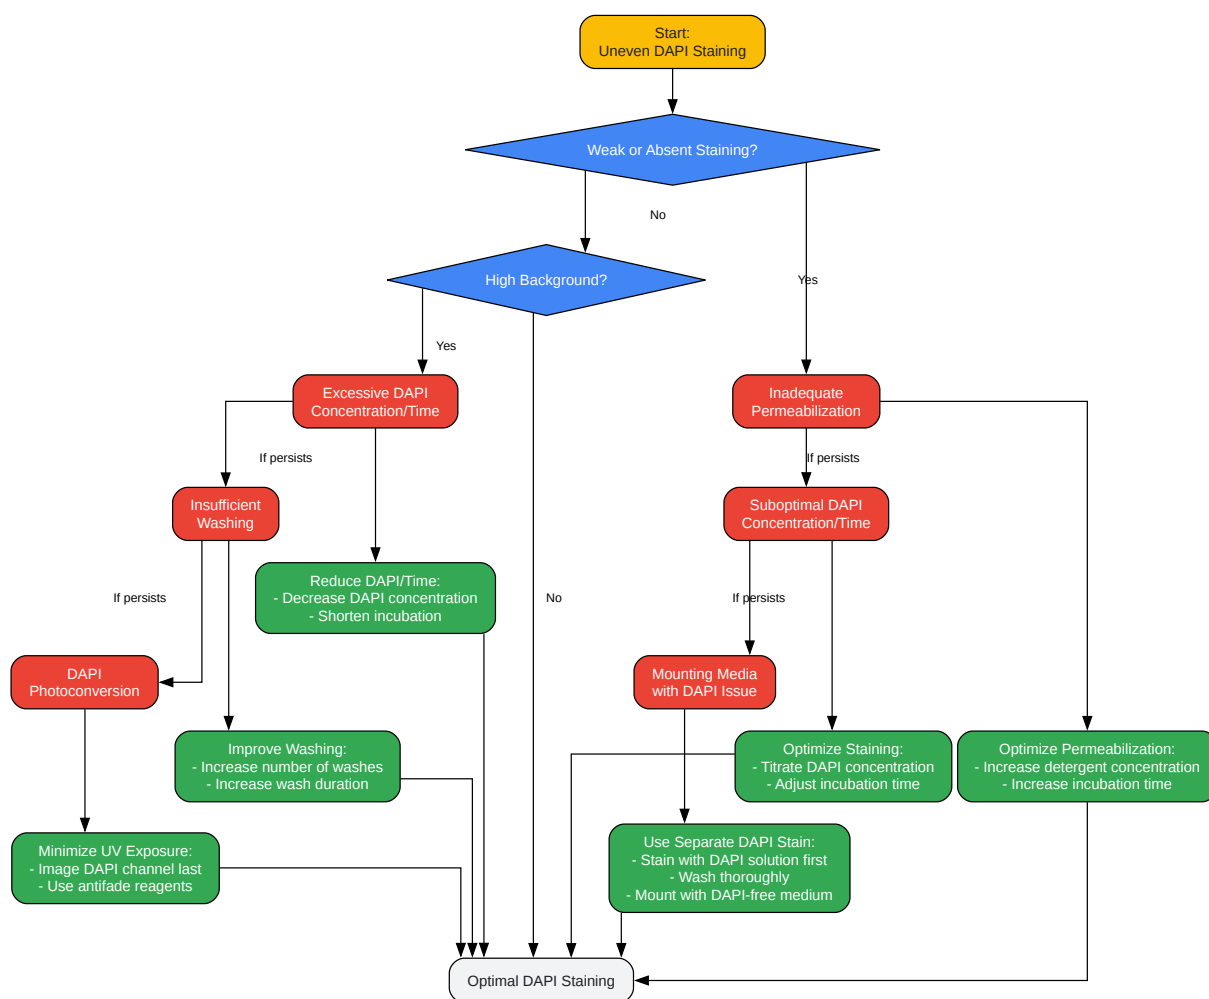 Start:
Uneven DAPI Staining
Weak or Absent Staining?
No
High Background?
Yes
Yes
Excessive DAPI
Concentration/Time
Inadequate
Permeabilization
If persists
If persists
Insufficient
Washing
Suboptimal DAPI
Concentration/Time
Reduce DAPI/Time:
- Decrease DAPI concentration
- Shorten incubation
If persists
No
If persists
DAPI
Photoconversion
Mounting Media
with DAPI Issue
Improve Washing:
- Increase number of washes
- Increase wash duration
Optimize Staining:
- Titrate DAPI concentration
- Adjust incubation time
Optimize Permeabilization:
- Increase detergent concentration
- Increase incubation time
Minimize UV Exposure:
- Image DAPI channel last
- Use antifade reagents
Use Separate DAPI Stain:
- Stain with DAPI solution first
- Wash thoroughly
- Mount with DAPI-free medium
Optimal DAPI Staining